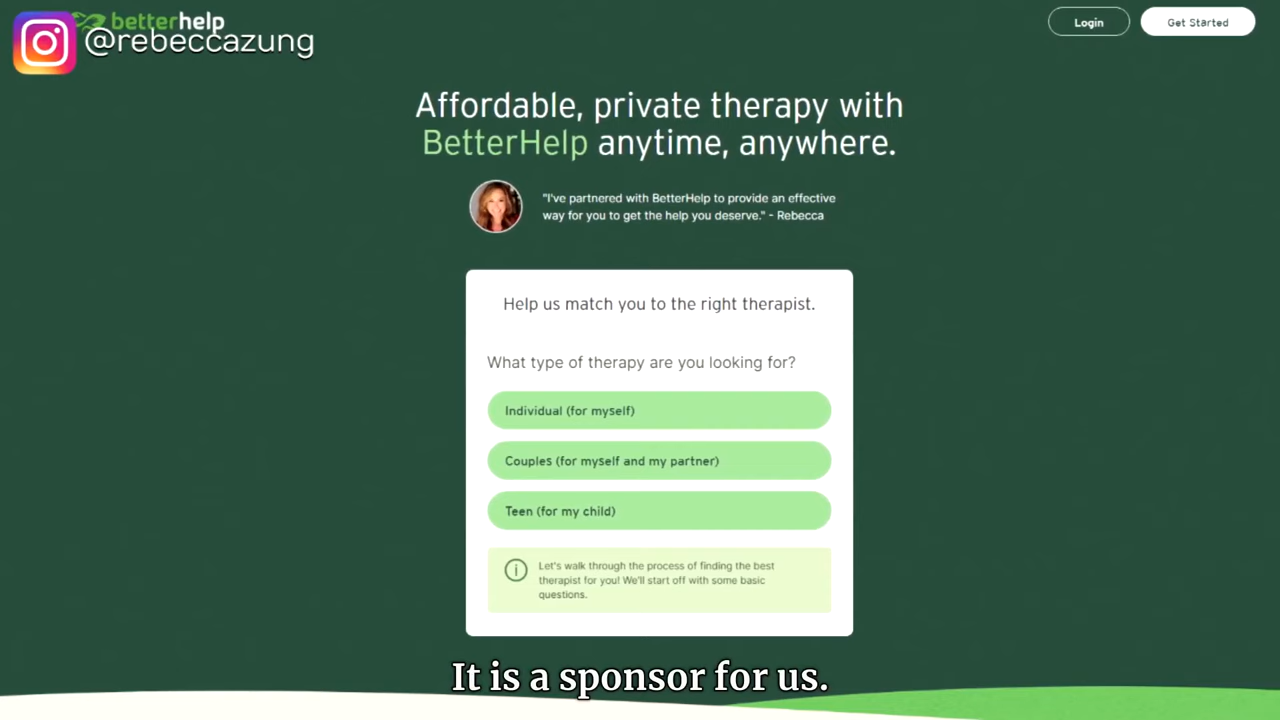 betterhelp
@rebeccazung
Login
Get Started
Affordable, private therapy with
BetterHelp anytime, anywhere.
"I've partnered with BetterHelp to provide an effective
way for you to get the help you deserve." - Rebecca
Help us match you to the right therapist.
What type of therapy are you looking for?
Individual (for myself)
Couples (for myself and my partner)
Teen (for my child)
Let's walk through the process of finding the best
therapist for you! We'll start off with some basic
questions.
It is a sponsor for us.